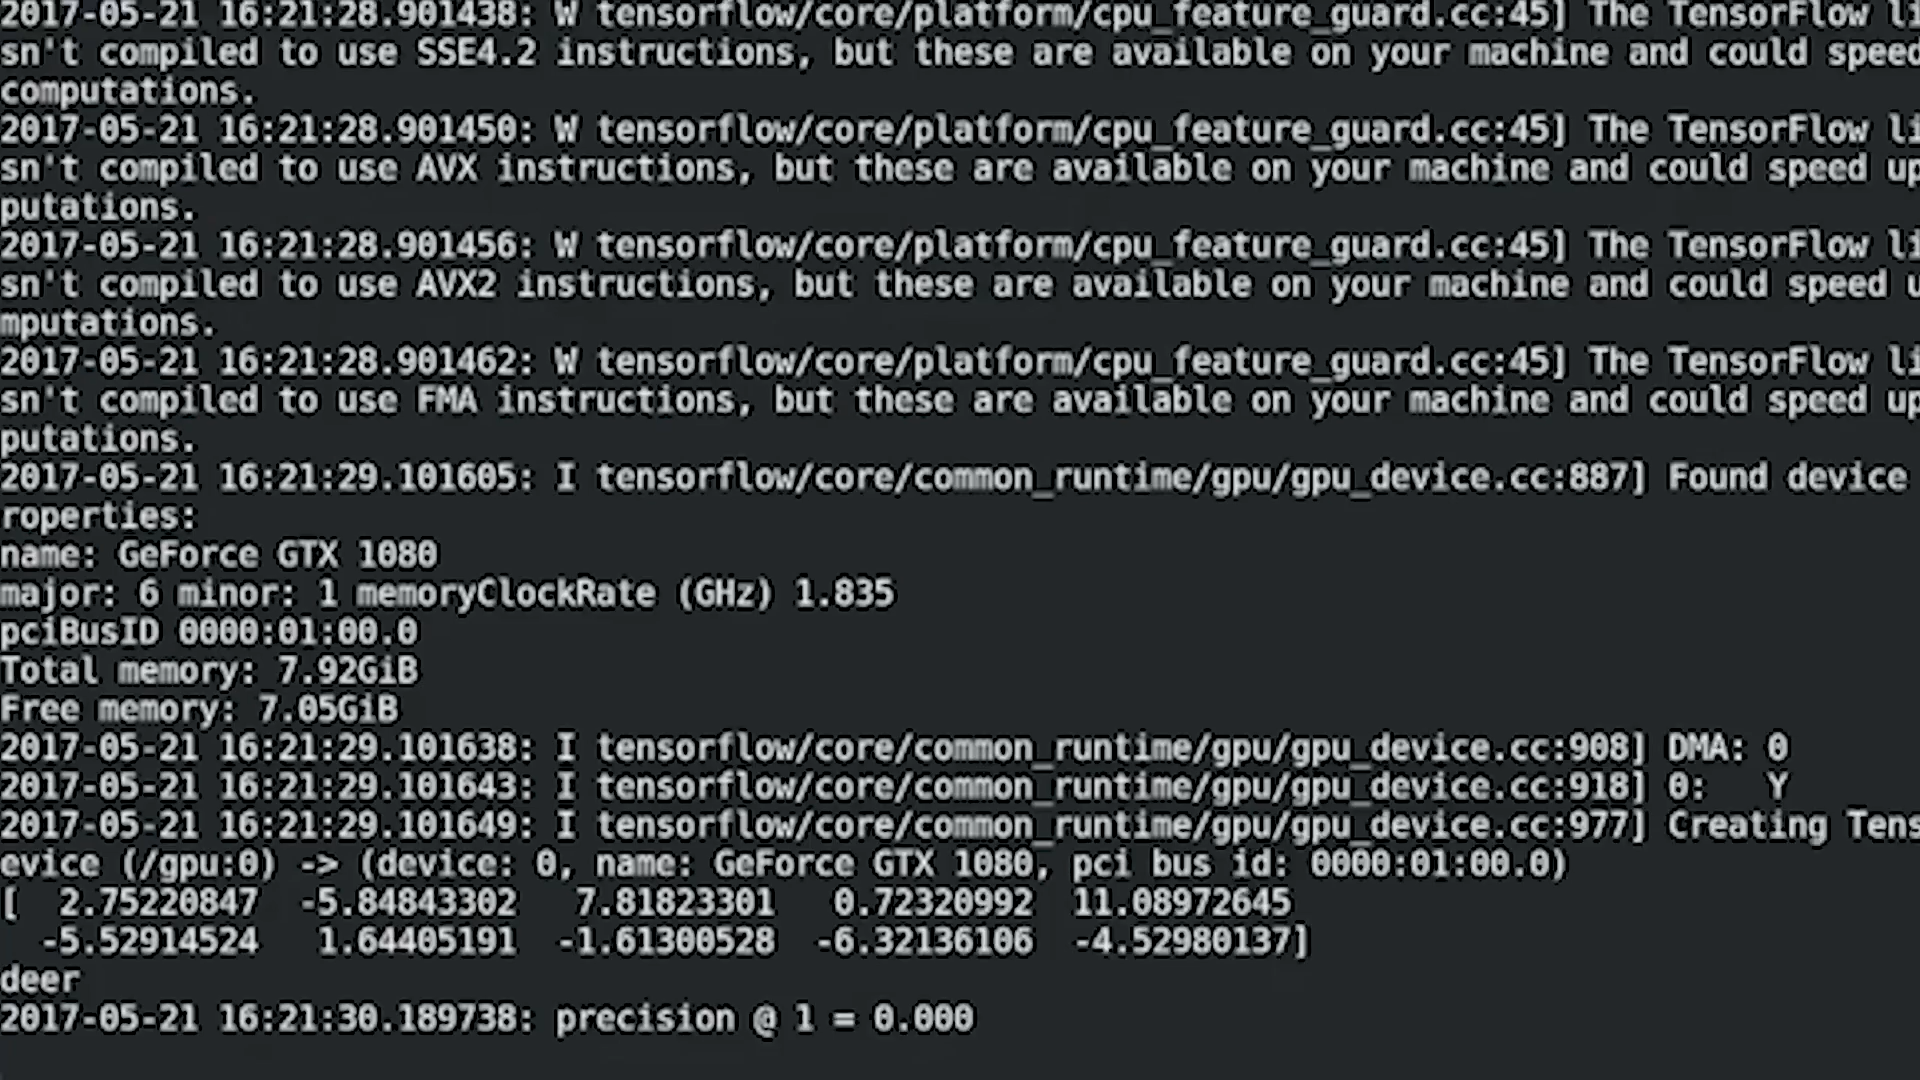 2017-05-21 16:21:28.901438: W tensorflow/core/platform/cpu_feature_guard.cc:45] The TensorFlow li
sn't compiled to use SSE4.2 instructions, but these are available on your machine and could speed
computations.
2017-05-21 16:21:28.901450: W tensorflow/core/platform/cpu_feature_guard.cc:45] The TensorFlow li
sn't compiled to use AVX instructions, but these are available on your machine and could speed up
putations.
2017-05-21 16:21:28.901456: W tensorflow/core/platform/cpu_feature_guard.cc:45] The TensorFlow li
sn't compiled to use AVX2 instructions, but these are available on your machine and could speed u
mputations.
2017-05-21 16:21:28.901462: W tensorflow/core/platform/cpu_feature_guard.cc:45] The TensorFlow li
sn't compiled to use FMA instructions, but these are available on your machine and could speed up
putations.
2017-05-21 16:21:29.101605: I tensorflow/core/common_runtime/gpu/gpu_device.cc:887] Found device
roperties:
name: GeForce GTX 1080
major: 6 minor: 1 memoryClockRate (GHz) 1.835
pciBusID 0000:01:00.0
Total memory: 7.92GiB
Free memory: 7.05GiB
2017-05-21 16:21:29.101638: I tensorflow/core/common_runtime/gpu/gpu_device.cc:908] DMA: 0
2017-05-21 16:21:29.101643: I tensorflow/core/common_runtime/gpu/gpu_device.cc:918] 0:   Y
2017-05-21 16:21:29.101649: I tensorflow/core/common_runtime/gpu/gpu_device.cc:977] Creating Tens
evice (/gpu:0) -> (device: 0, name: GeForce GTX 1080, pci bus id: 0000:01:00.0)
[  2.75220847  -5.84843302   7.81823301   0.72320992  11.08972645
  -5.52914524   1.64405191  -1.61300528  -6.32136106  -4.52980137]
deer
2017-05-21 16:21:30.189738: precision @ 1 = 0.000